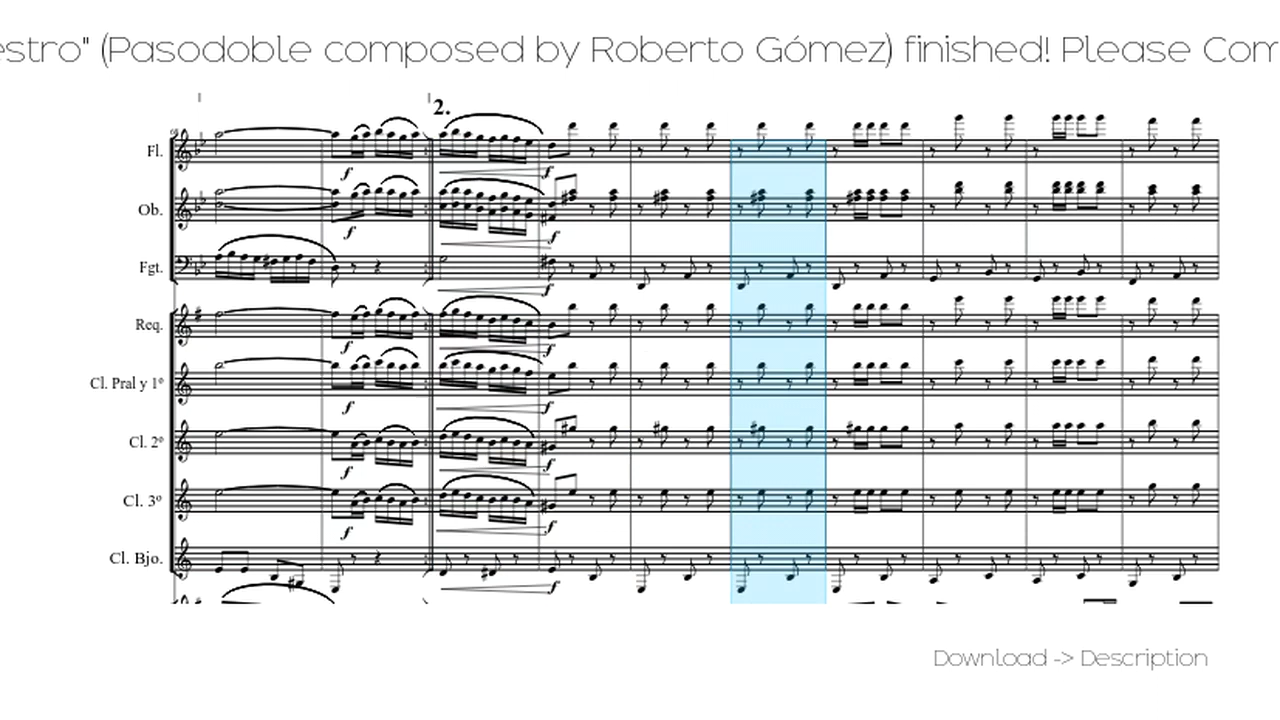 estro" (Pasodoble composed by Roberto Gómez) finished! Please Com
2.
Fl.
f
f
Ob.
f
f
Fgt.
f
Req.
f
f
Cl. Pral y 1º
f
f
Cl. 2º
f
f
Cl. 3º
f
f
Cl. Bjo.
f
Download -> Description